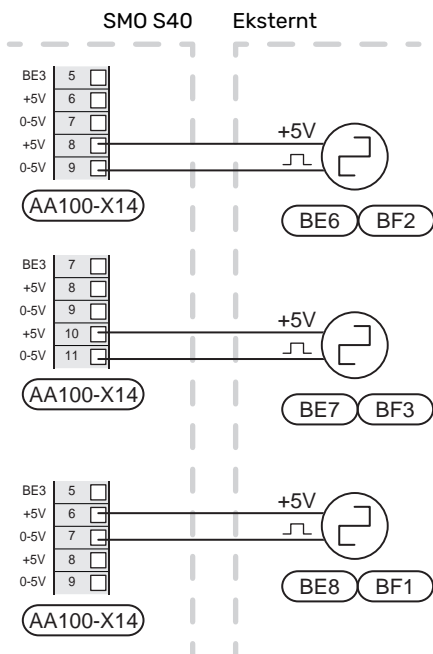 SMO S40 Eksternt
BE3 5
+5V 6
0-5V 7
+5V 8 +5V
0-5V 9
AA100-X14 BE6 BF2
BE3 7
+5V 8
0-5V 9
+5V 10 +5V
0-5V 11
AA100-X14 BE7 BF3
BE3 5
+5V 6 +5V
0-5V 7
+5V 8
0-5V 9
BE8 BF1
AA100-X14